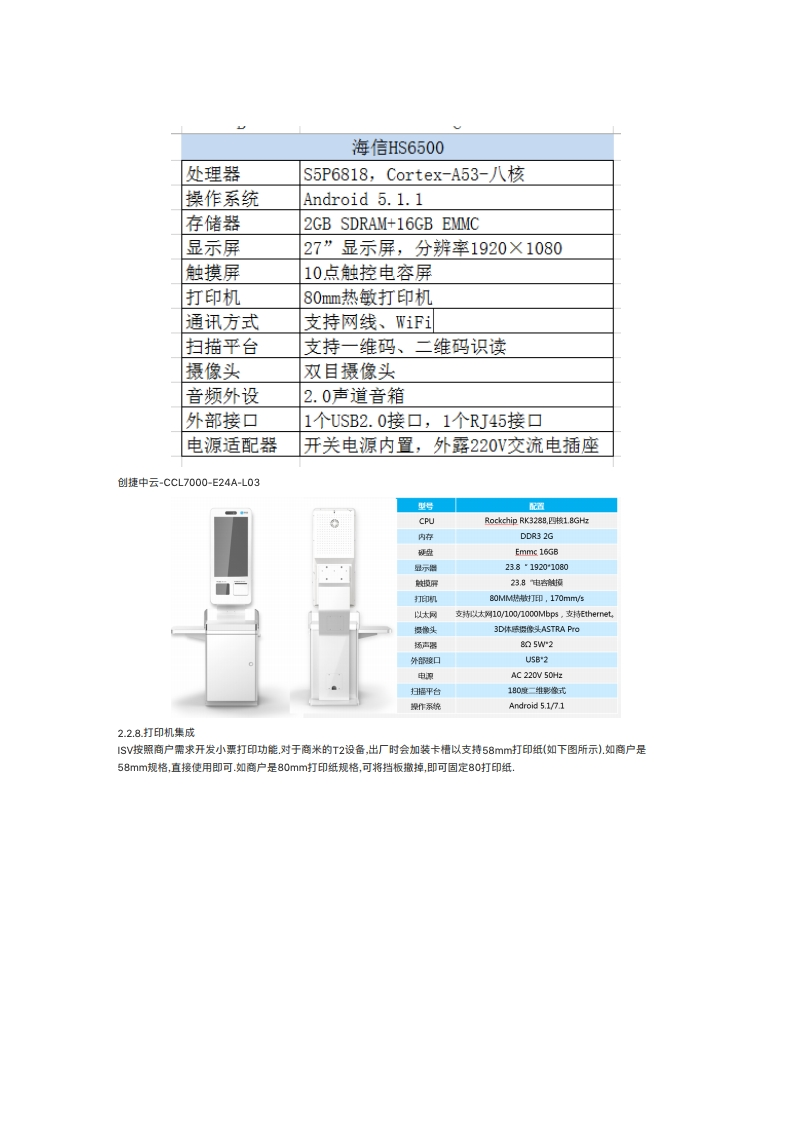 海信HS6500
处理器 S5P6818, Cortex-A53-八核
操作系统 Android 5.1.1
存储器 2GB SDRAM+16GB EMMC
显示屏 27”显示屏, 分辨率1920×1080
触摸屏 10点触控电容屏
打印机 80mm热敏打印机
通讯方式 支持网线、WiFi
扫描平台 支持一维码、二维码识读
摄像头 双目摄像头
音频外设 2.0声道音箱
外部接口 1个USB2.0接口, 1个RJ45接口
电源适配器 开关电源内置, 外露220V交流电插座
创捷中云-CCL7000-E24A-L03
型号 配置
CPU Rockchip RK3288,四核1.8GHz
内存 DDR3 2G
硬盘 Emmc 16GB
显示器 23.8 “ 1920*1080
触摸屏 23.8 “电容触摸
打印机 80MM热敏打印，170mm/s
以太网 支持以太网10/100/1000Mbps，支持Ethernet。
摄像头 3D体感摄像头ASTRA Pro
扬声器 8Ω 5W*2
外部接口 USB*2
电源 AC 220V 50Hz
扫描平台 180度二维影像式
操作系统 Android 5.1/7.1
2.2.8.打印机集成
ISV按照商户需求开发小票打印功能.对于商米的T2设备,出厂时会加装卡槽以支持58mm打印纸(如下图所示).如商户是
58mm规格,直接使用即可.如商户是80mm打印纸规格,可将挡板撤掉,即可固定80打印纸.